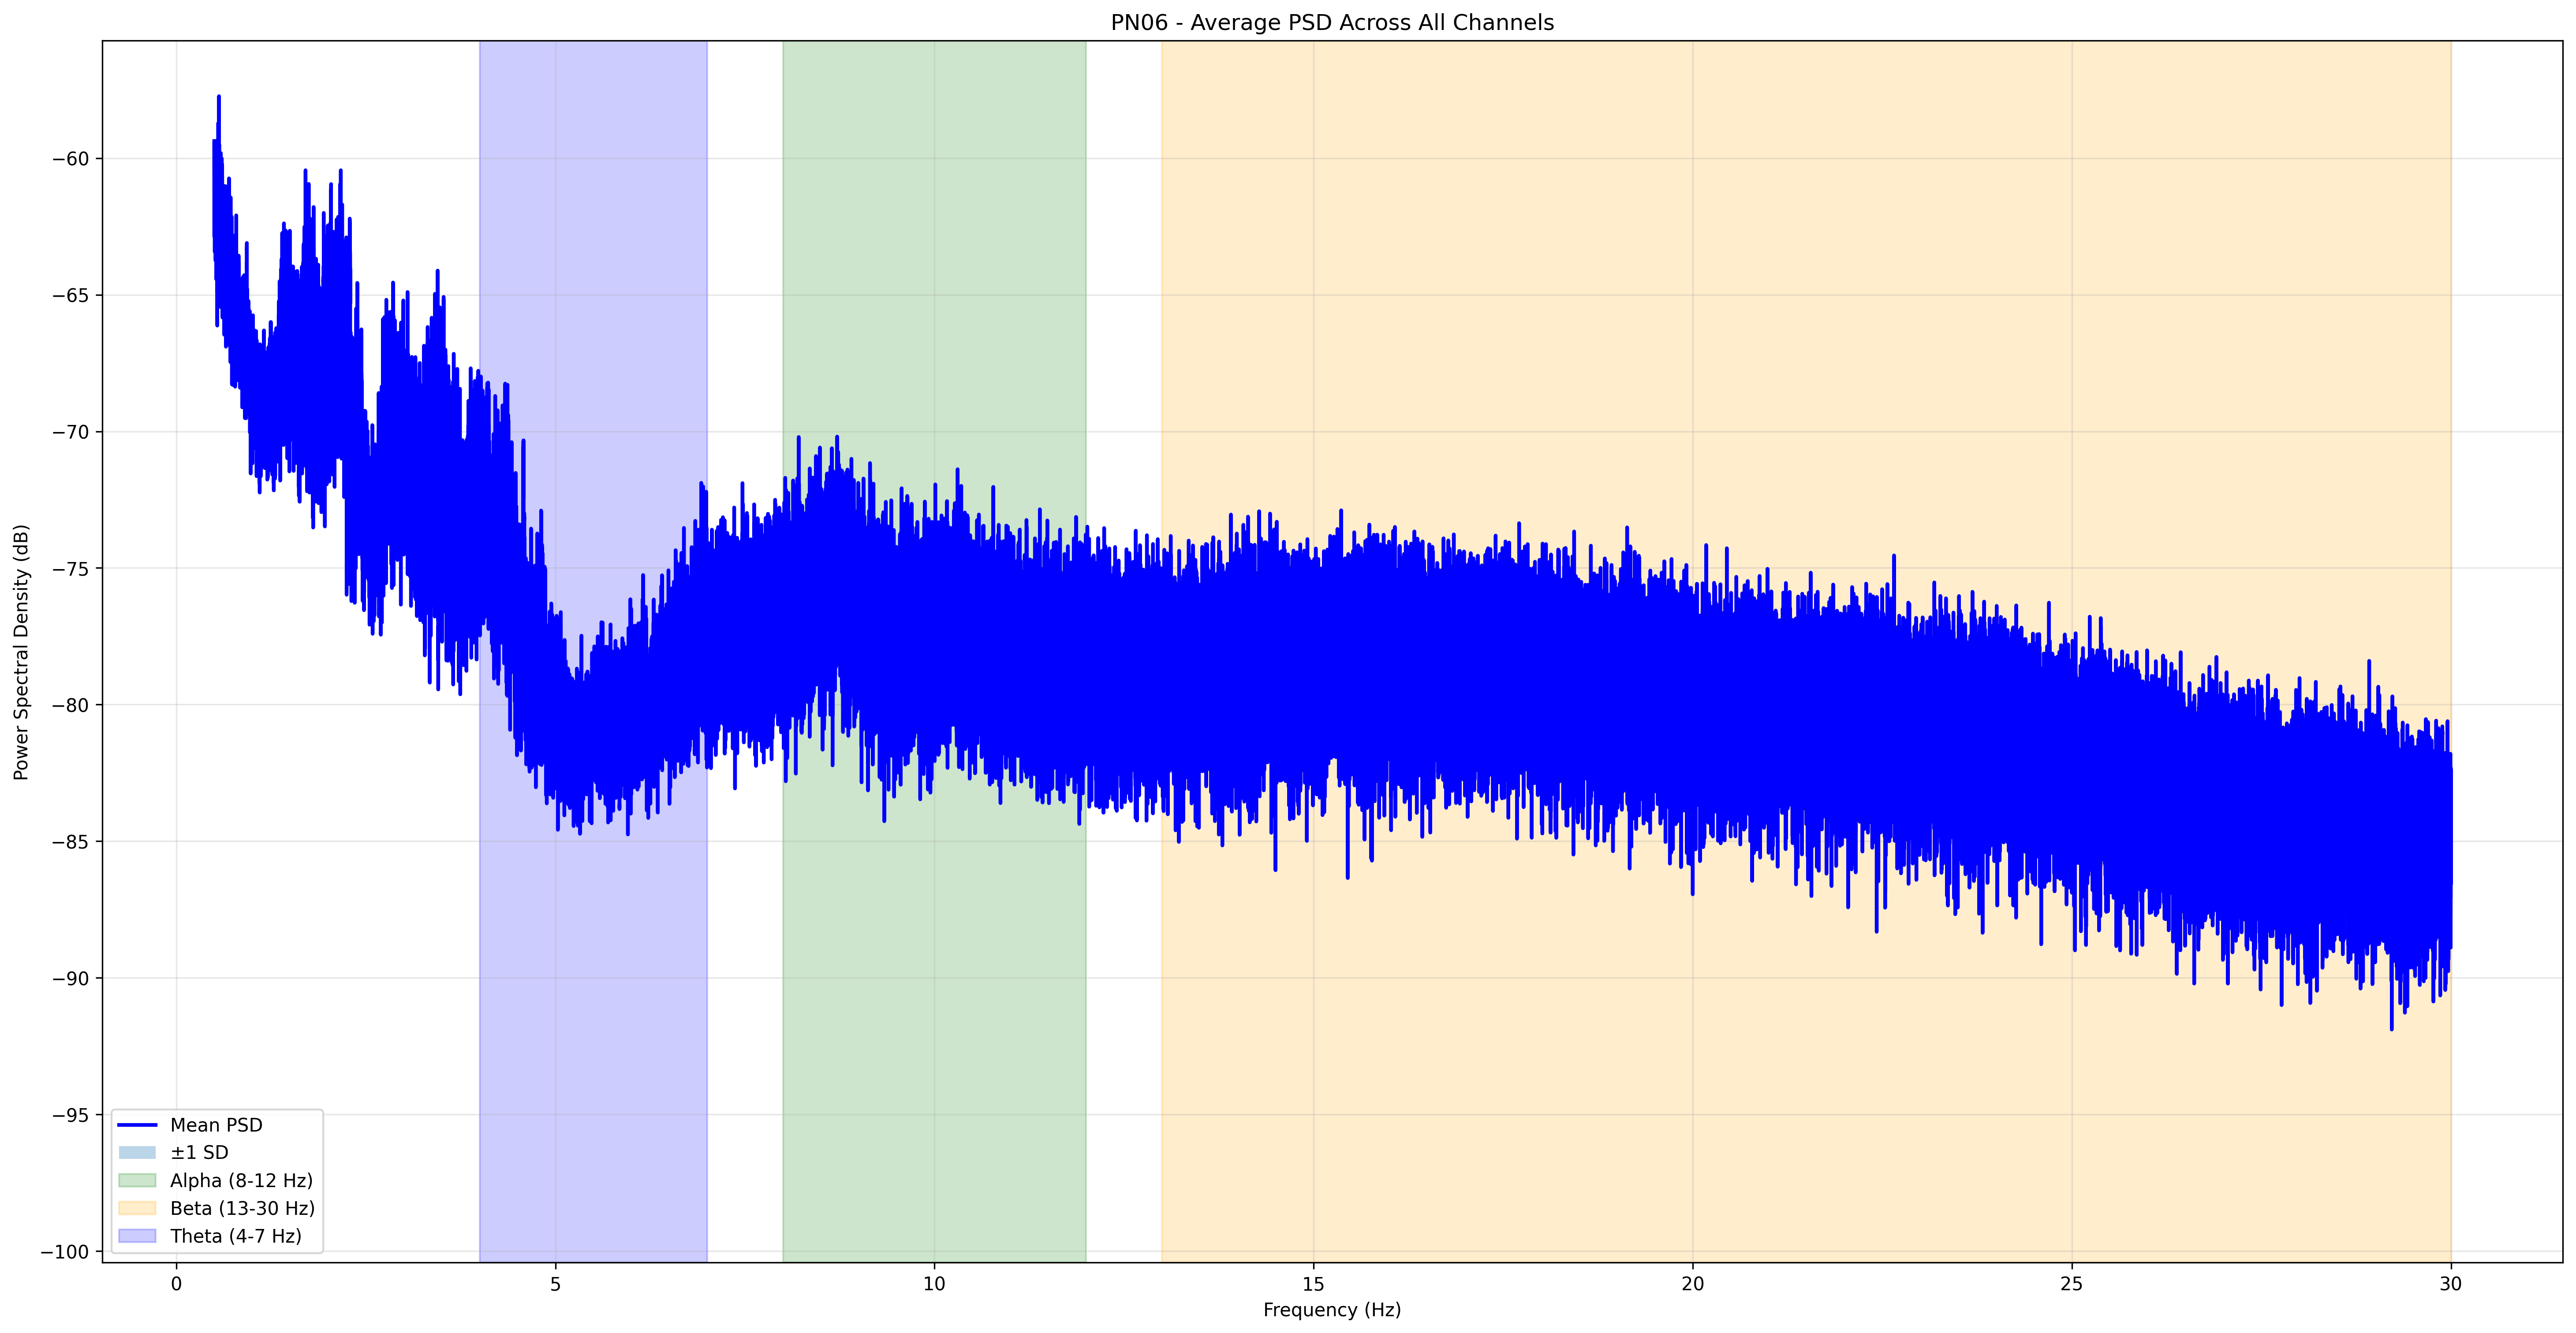 PN06 - Average PSD Across All Channels
Power Spectral Density (dB)
−60
−65
−70
−75
−80
−85
−90
−95
−100
Mean PSD
±1 SD
Alpha (8-12 Hz)
Beta (13-30 Hz)
Theta (4-7 Hz)
0 5 10 15 20 25 30
Frequency (Hz)